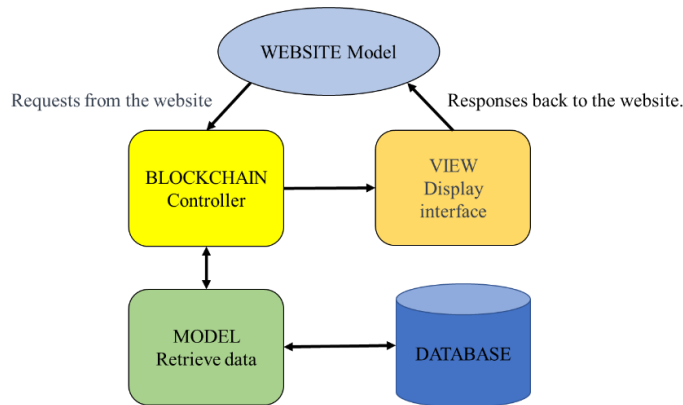 WEBSITE Model
Requests from the website
Responses back to the website.
BLOCKCHAIN
Controller
VIEW
Display
interface
MODEL
Retrieve data
DATABASE